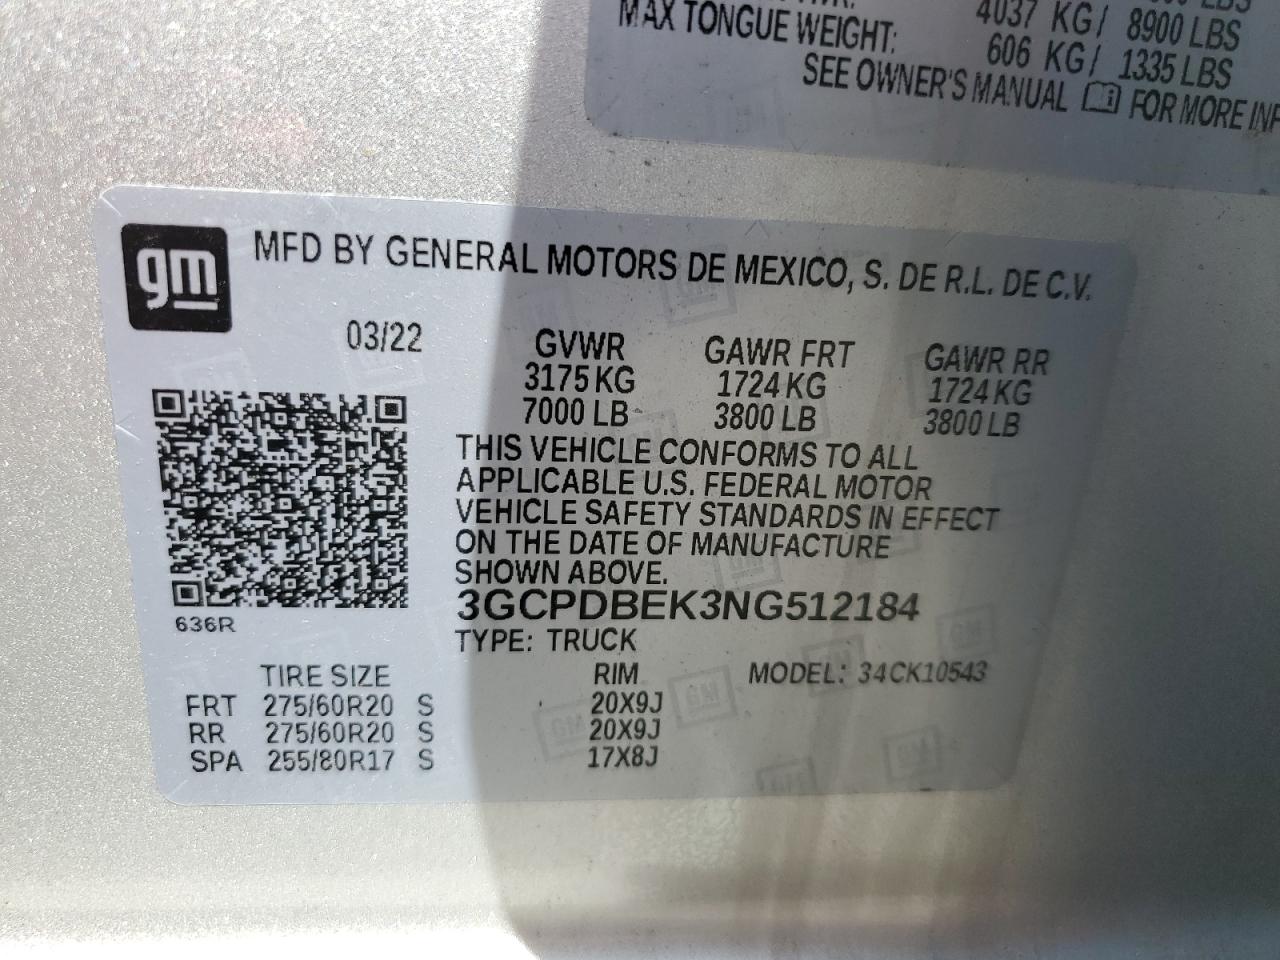 4037 KG/ 8900 LBS
MAX TONGUE WEIGHT: 606 KG/ 1335 LBS
SEE OWNER'S MANUAL FOR MORE
gm
MFD BY GENERAL MOTORS DE MEXICO, S. DE R.L. DE C.V.
03/22
GVWR GAWR FRT GAWR RR
3175 KG 1724 KG 1724 KG
7000 LB 3800 LB 3800 LB
THIS VEHICLE CONFORMS TO ALL
APPLICABLE U.S. FEDERAL MOTOR
VEHICLE SAFETY STANDARDS IN EFFECT
ON THE DATE OF MANUFACTURE
SHOWN ABOVE.
3GCPDBEK3NG512184
636R
TYPE: TRUCK
TIRE SIZE RIM MODEL: 34CK10543
FRT 275/60R20 S 20X9J
RR 275/60R20 S 20X9J
SPA 255/80R17 S 17X8J